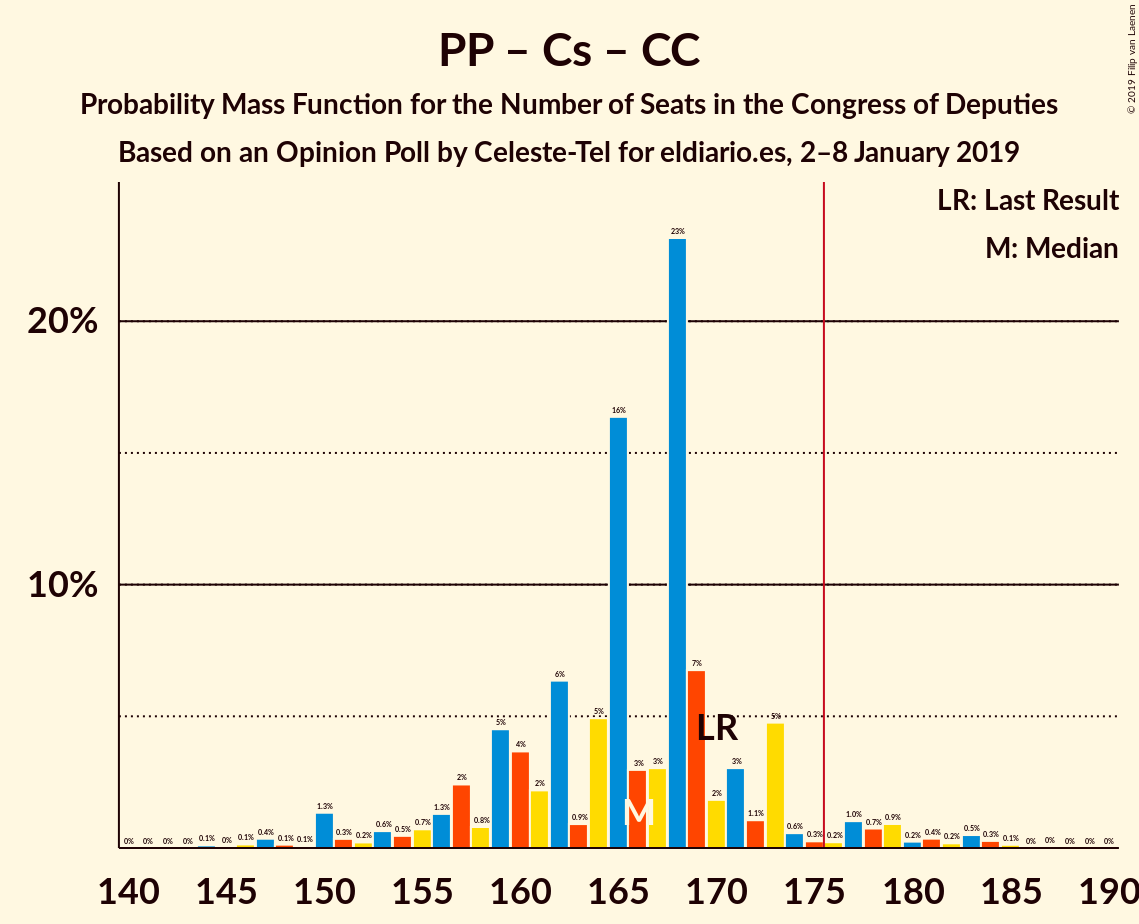 PP – Cs – CC
Probability Mass Function for the Number of Seats in the Congress of Deputies
Based on an Opinion Poll by Celeste-Tel for eldiario.es, 2–8 January 2019
© 2019 Filip van Laenen
LR: Last Result
M: Median
20%
10%
0% 0% 0% 0% 0.1% 0% 0.1% 0.4% 0.1% 0.1% 1.3% 0.3% 0.2% 0.6% 0.5% 0.7% 1.3% 2% 0.8% 5% 4% 2% 6% 0.9% 5% 16% 3% 3% 23% 7% 2% 3% 1.1% 5% 0.6% 0.3% 0.2% 1.0% 0.7% 0.9% 0.2% 0.4% 0.2% 0.5% 0.3% 0.1% 0% 0% 0% 0% 0%
LR
M
140 145 150 155 160 165 170 175 180 185 190